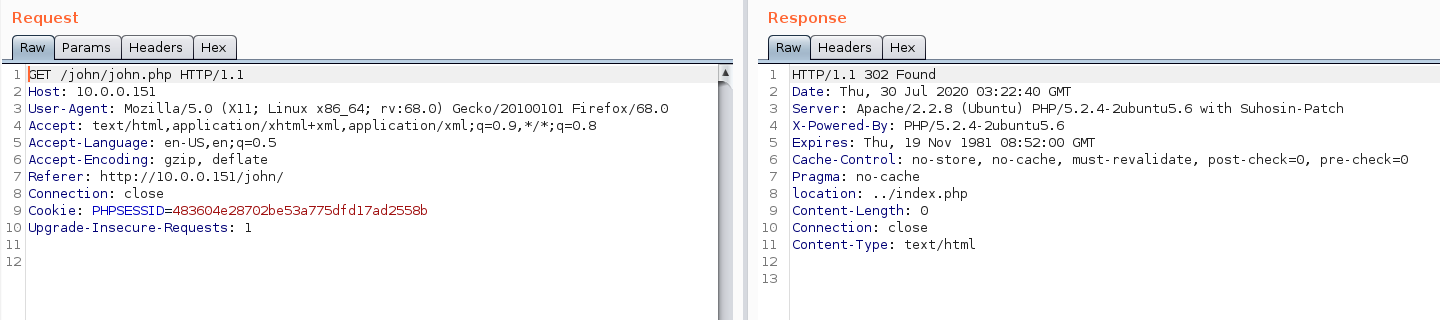 Request
Raw Params Headers Hex
1 GET /john/john.php HTTP/1.1
2 Host: 10.0.0.151
3 User-Agent: Mozilla/5.0 (X11; Linux x86_64; rv:68.0) Gecko/20100101 Firefox/68.0
4 Accept: text/html,application/xhtml+xml,application/xml;q=0.9,*/*;q=0.8
5 Accept-Language: en-US,en;q=0.5
6 Accept-Encoding: gzip, deflate
7 Referer: http://10.0.0.151/john/
8 Connection: close
9 Cookie: PHPSESSID=483604e28702be53a775dfd17ad2558b
10 Upgrade-Insecure-Requests: 1
11
12
Response
Raw Headers Hex
1 HTTP/1.1 302 Found
2 Date: Thu, 30 Jul 2020 03:22:40 GMT
3 Server: Apache/2.2.8 (Ubuntu) PHP/5.2.4-2ubuntu5.6 with Suhosin-Patch
4 X-Powered-By: PHP/5.2.4-2ubuntu5.6
5 Expires: Thu, 19 Nov 1981 08:52:00 GMT
6 Cache-Control: no-store, no-cache, must-revalidate, post-check=0, pre-check=0
7 Pragma: no-cache
8 location: ../index.php
9 Content-Length: 0
10 Connection: close
11 Content-Type: text/html
12
13